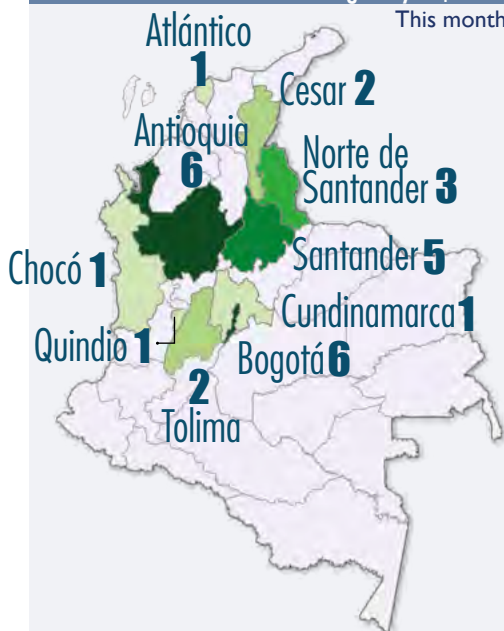 This month
Atlántico
1
Cesar 2
Antioquia
6
Norte de
Santander 3
Chocó 1
Santander 5
Cundinamarca 1
Quindio 1
Bogotá 6
2
Tolima